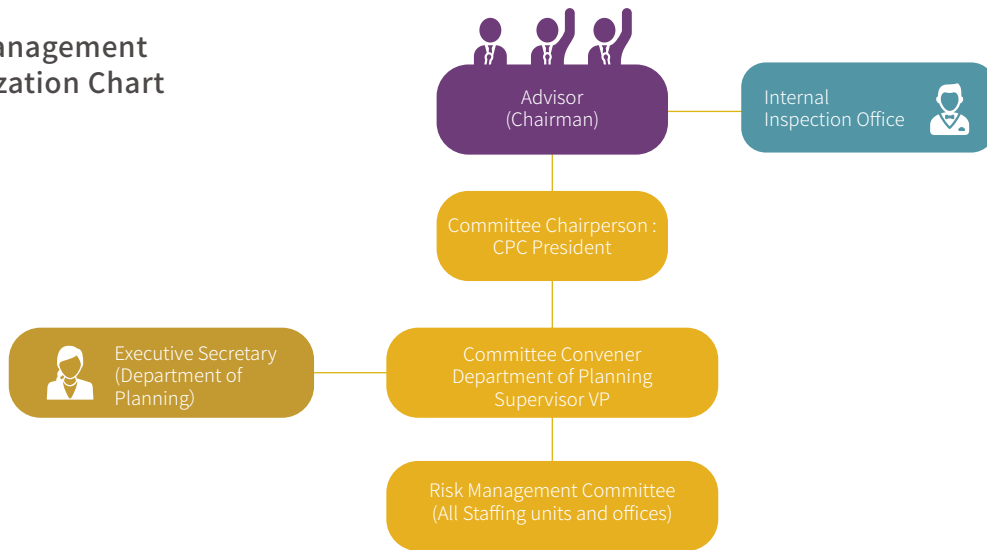 anagement
zation Chart
Advisor
(Chairman)
Internal
Inspection Office
Committee Chairperson :
CPC President
Executive Secretary
(Department of
Planning)
Committee Convener
Department of Planning
Supervisor VP
Risk Management Committee
(All Staffing units and offices)